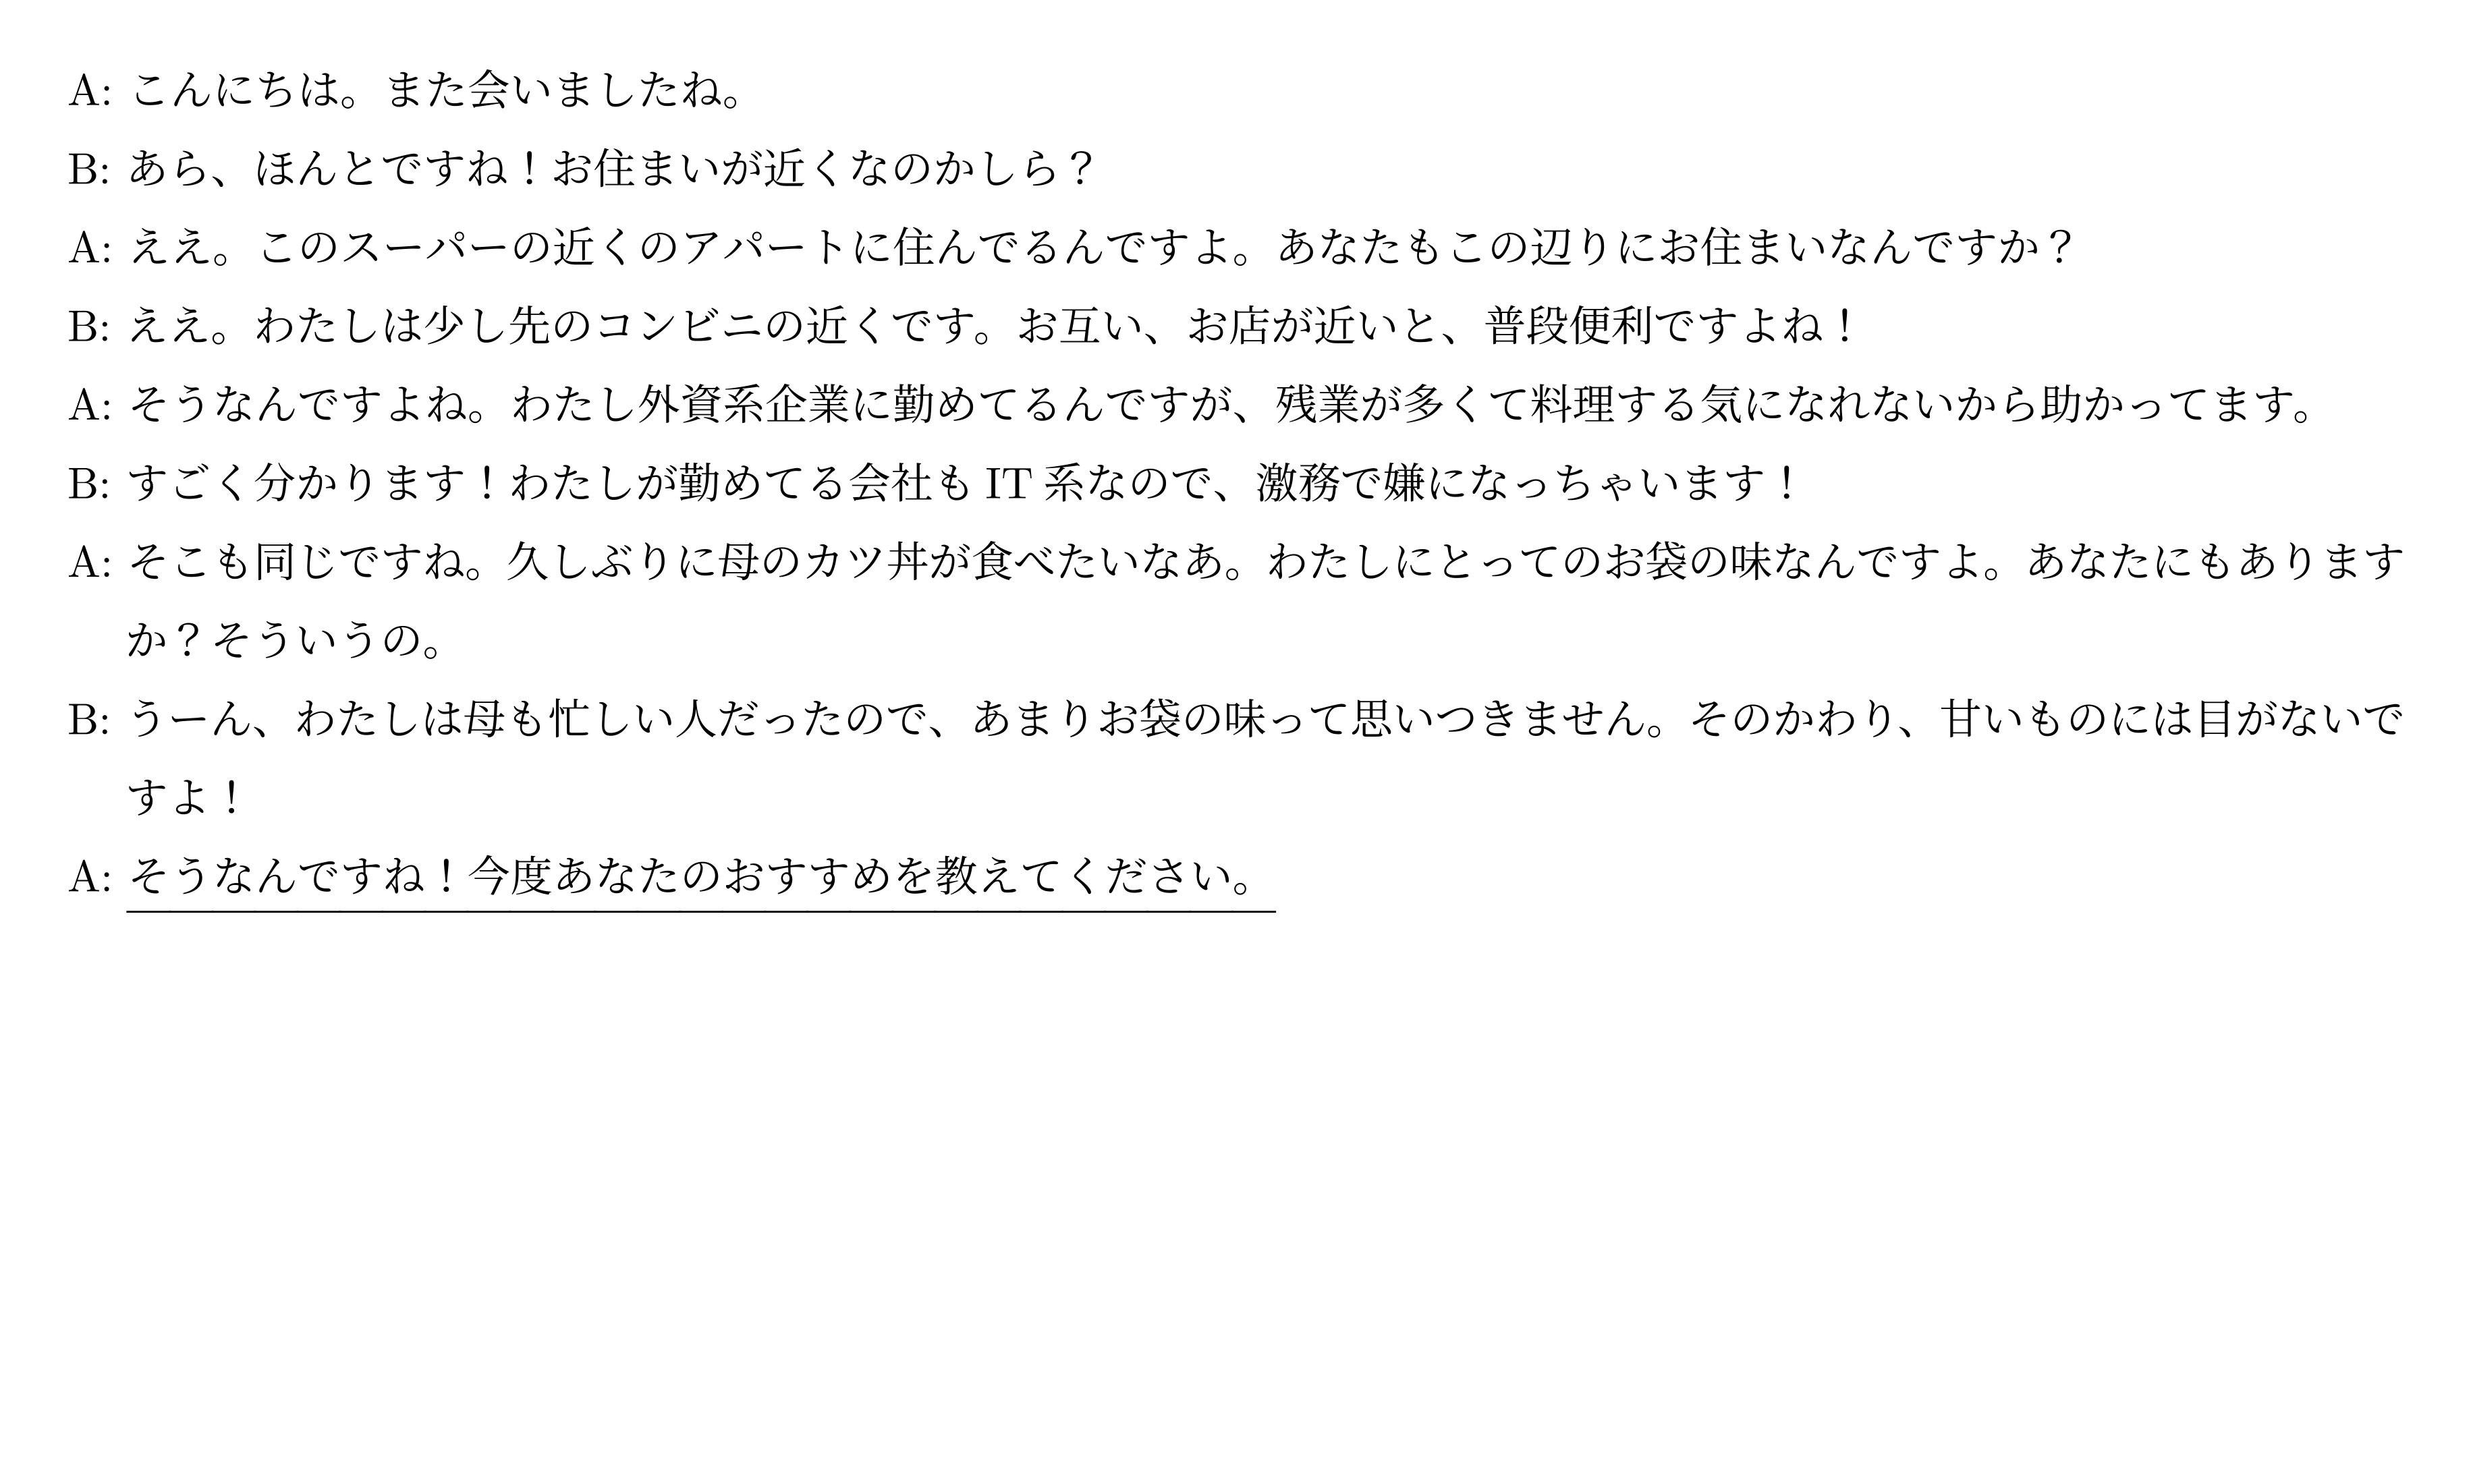 A: こんにちは。また会いましたね。
B: あら、ほんとですね！お住まいが近くなのかしら？
A: ええ。このスーパーの近くのアパートに住んでるんですよ。あなたもこの辺りにお住まいなんですか？
B: ええ。わたしは少し先のコンビニの近くです。お互い、お店が近いと、普段便利ですよね！
A: そうなんですよね。わたし外資系企業に勤めてるんですが、残業が多くて料理する気になれないから助かってます。
B: すごく分かります！わたしが勤めてる会社も IT 系なので、激務で嫌になっちゃいます！
A: そこも同じですね。久しぶりに母のカツ丼が食べたいなあ。わたしにとってのお袋の味なんですよ。あなたにもあります
か？そういうの。
B: うーん、わたしは母も忙しい人だったので、あまりお袋の味って思いつきません。そのかわり、甘いものには目がないで
すよ！
A: そうなんですね！今度あなたのおすすめを教えてください。